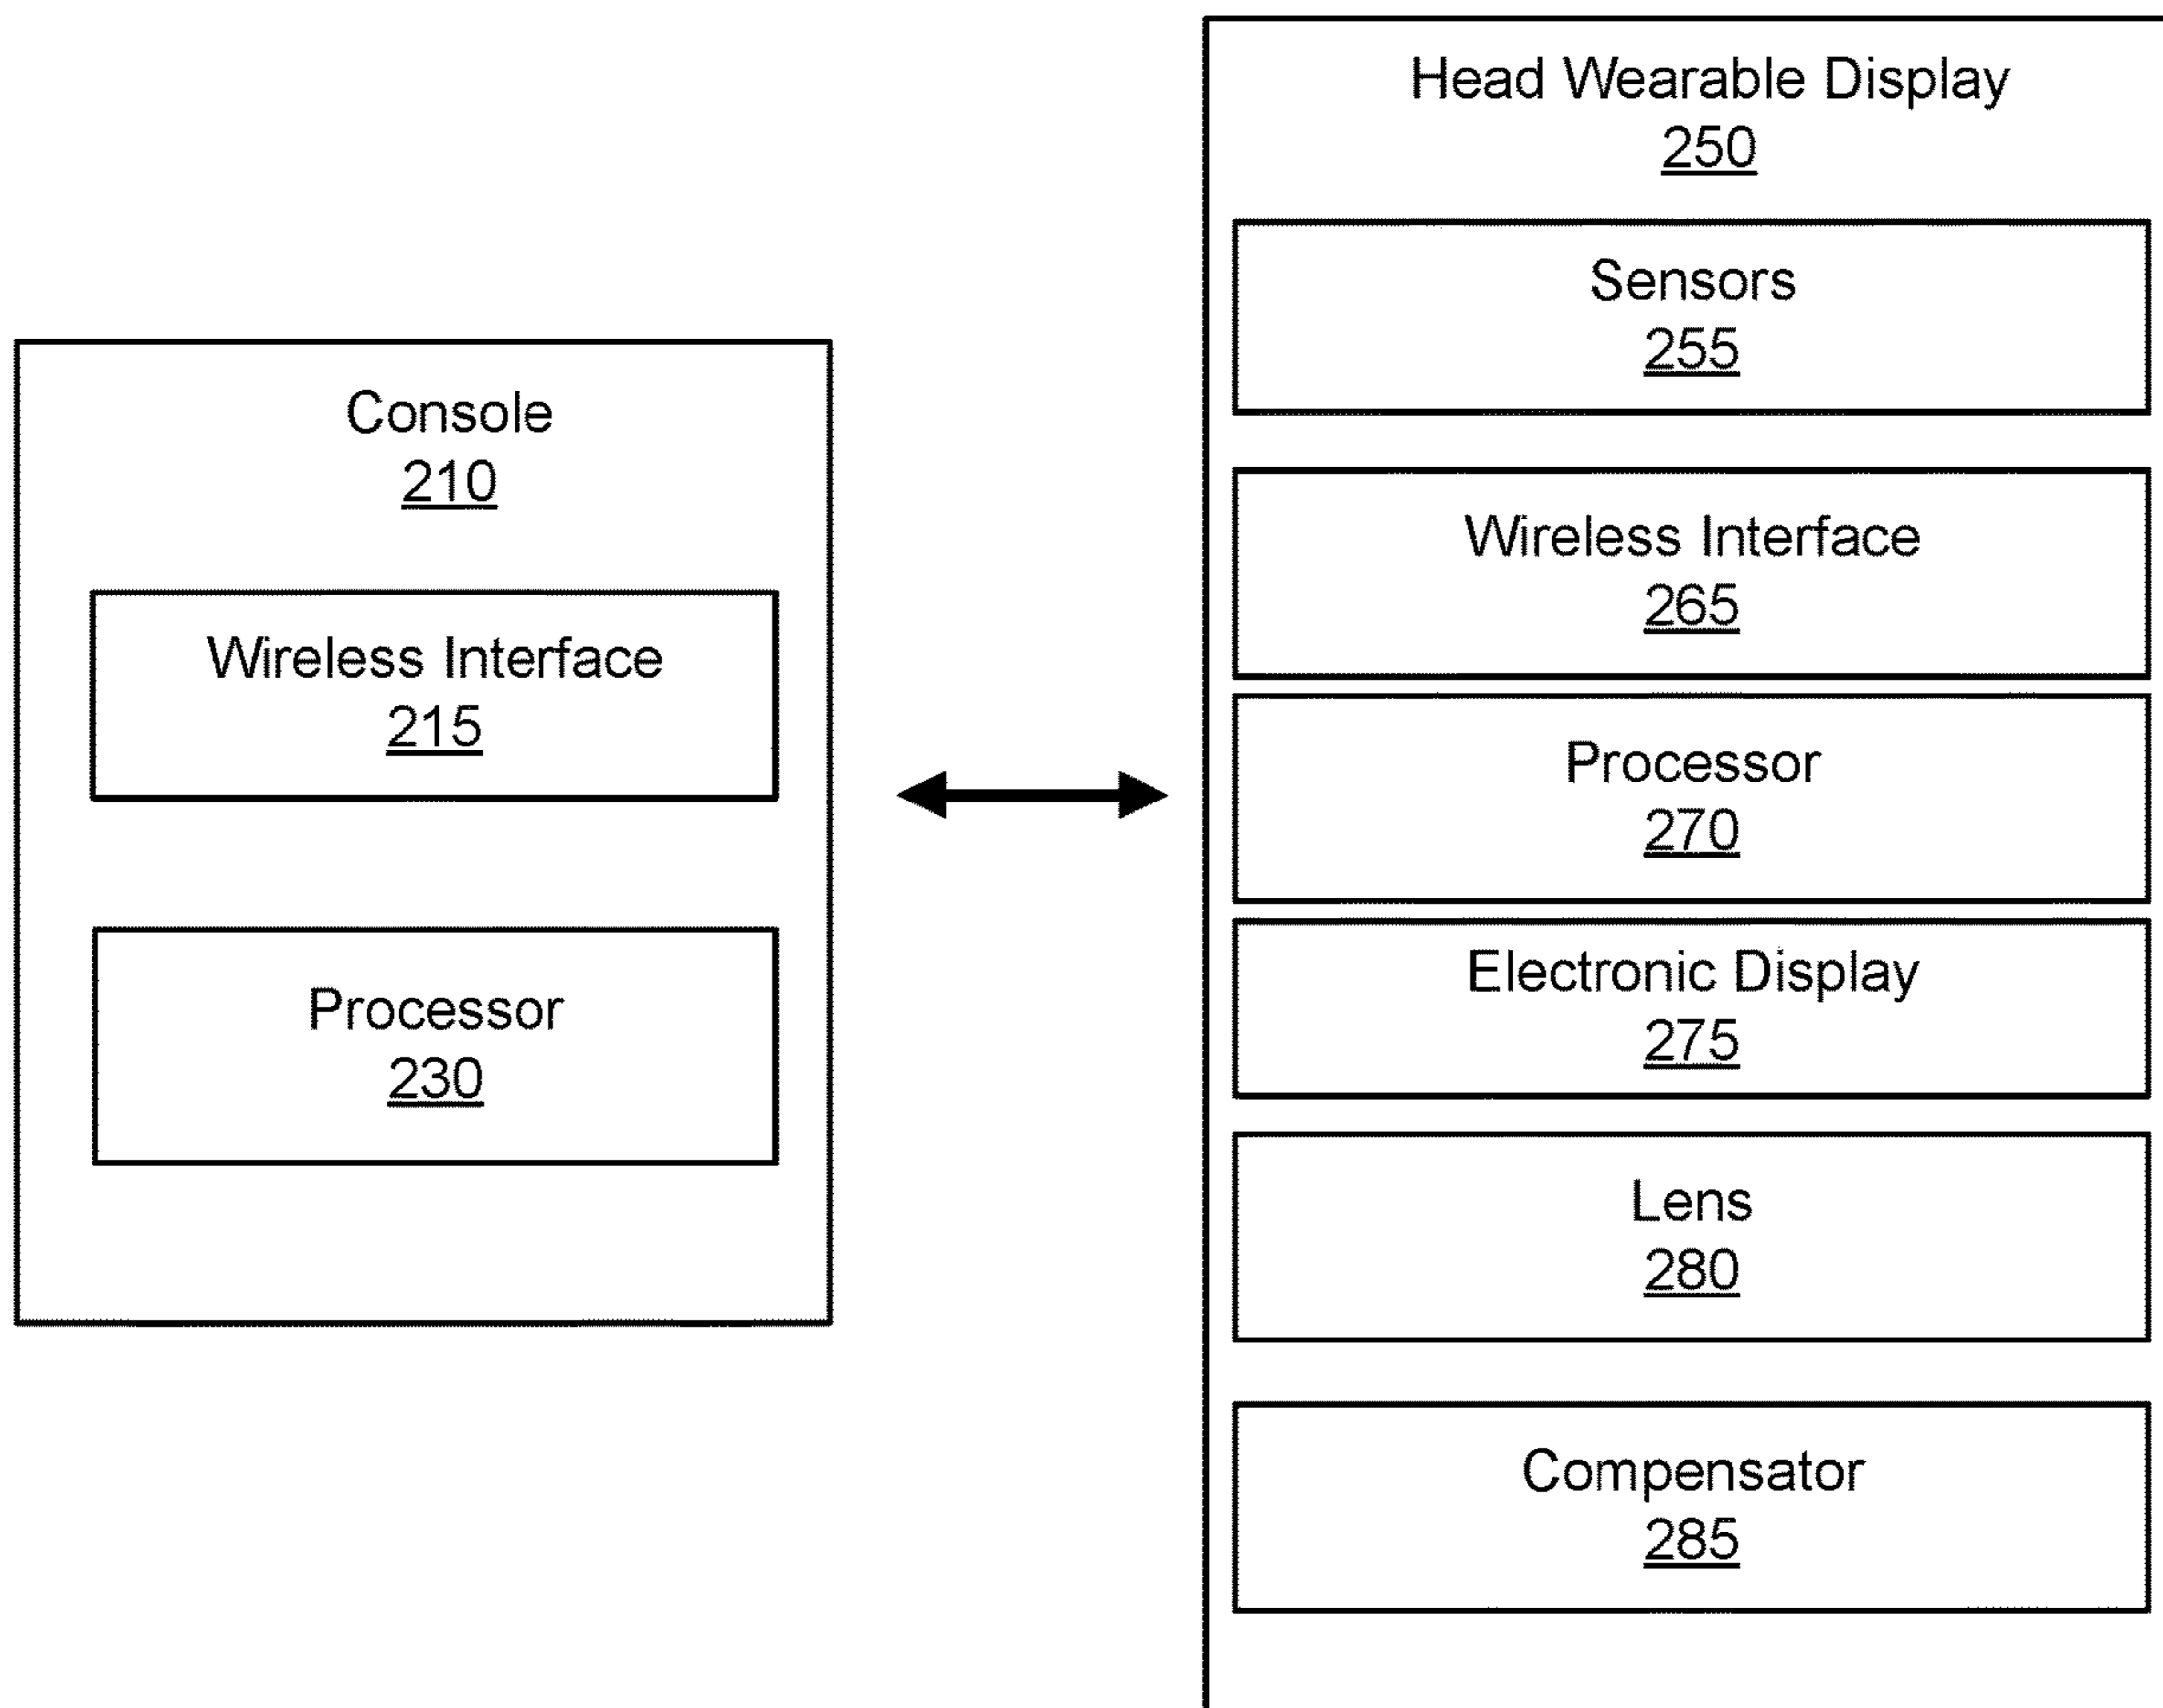 Console
210
Wireless Interface
215
Processor
230
Head Wearable Display
250
Sensors
255
Wireless Interface
265
Processor
270
Electronic Display
275
Lens
280
Compensator
285